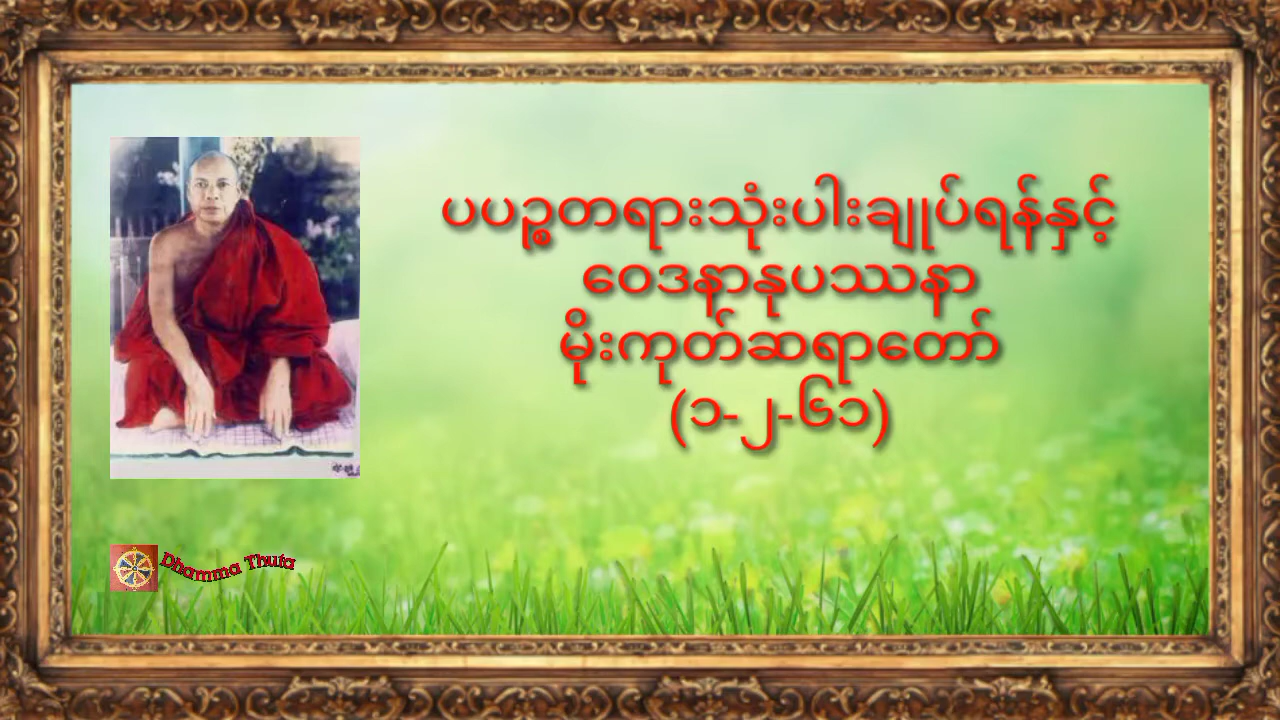 ပပဉ္စတရားသုံးပါးချုပ်ရန်နှင့်
ဝေဒနာနုပဿနာ
မိုးကုတ်ဆရာတော်
(၁-၂-၆၁)
Dhamma Thuta